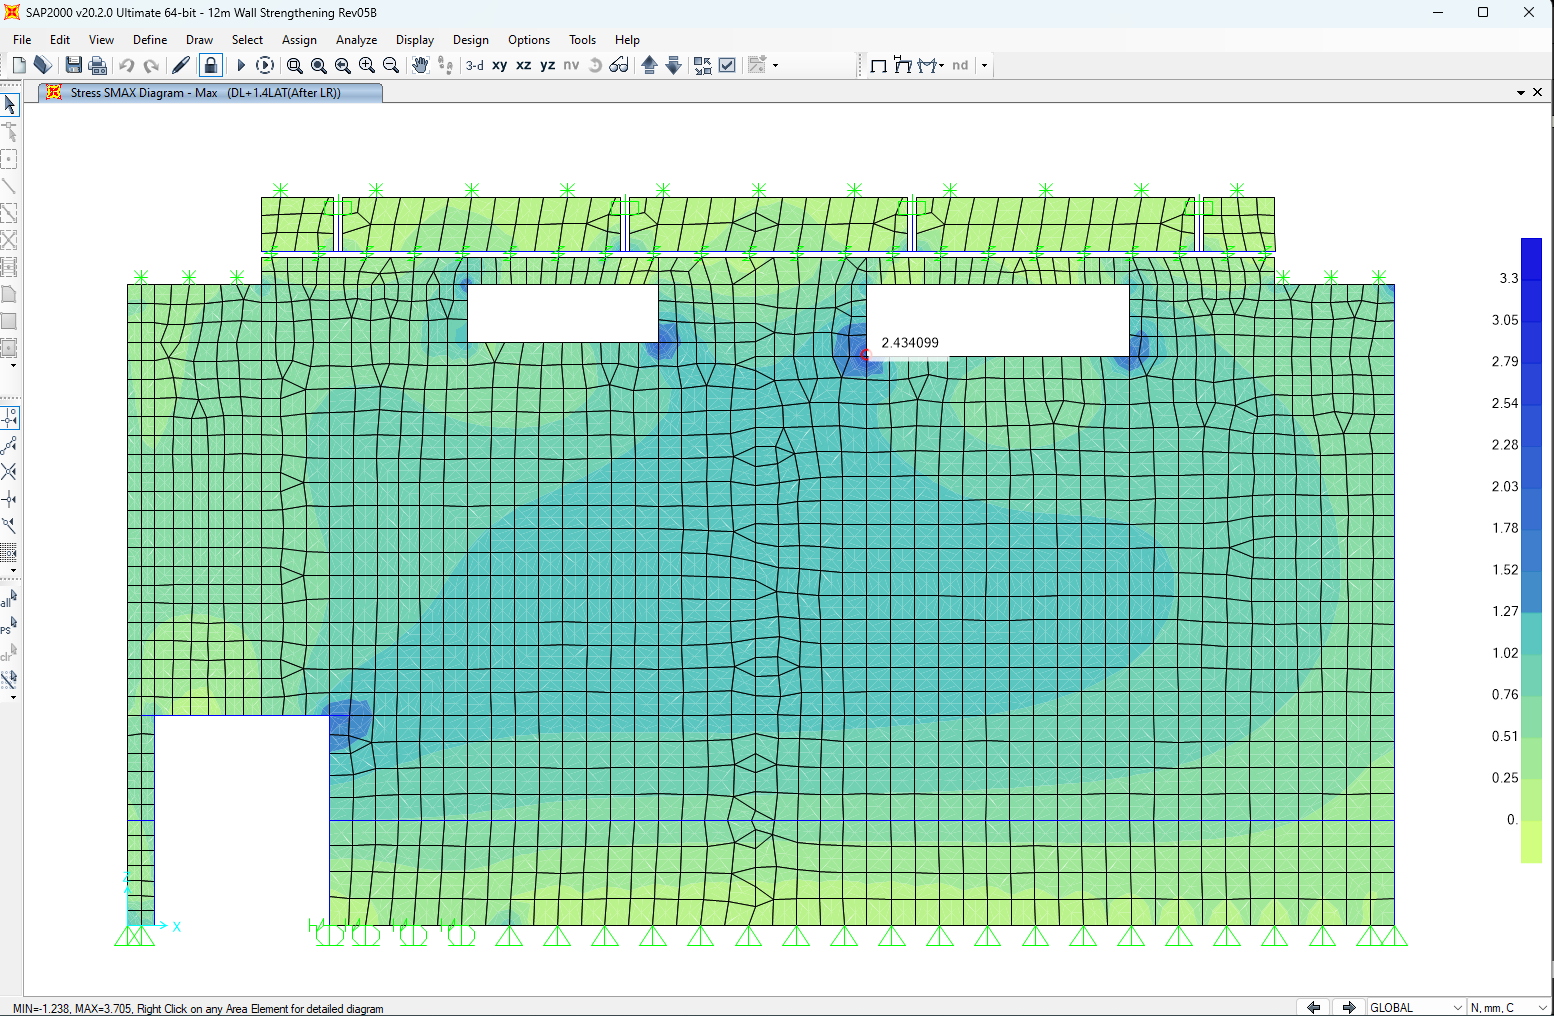 SAP2000 v20.2.0 Ultimate 64-bit - 12m Wall Strengthening Rev05B
File Edit View Define Draw Select Assign Analyze Display Design Options Tools Help
3-d xy xz yz nv nd
Stress SMAX Diagram - Max (DL+1.4LAT(After LR))
2.434099
3.3
3.05
2.79
2.54
2.28
2.03
1.78
1.52
1.27
1.02
0.76
0.51
0.25
0.
all
PS
clr
Z
X
MIN=-1.238, MAX=3.705, Right Click on any Area Element for detailed diagram
GLOBAL
N, mm, C